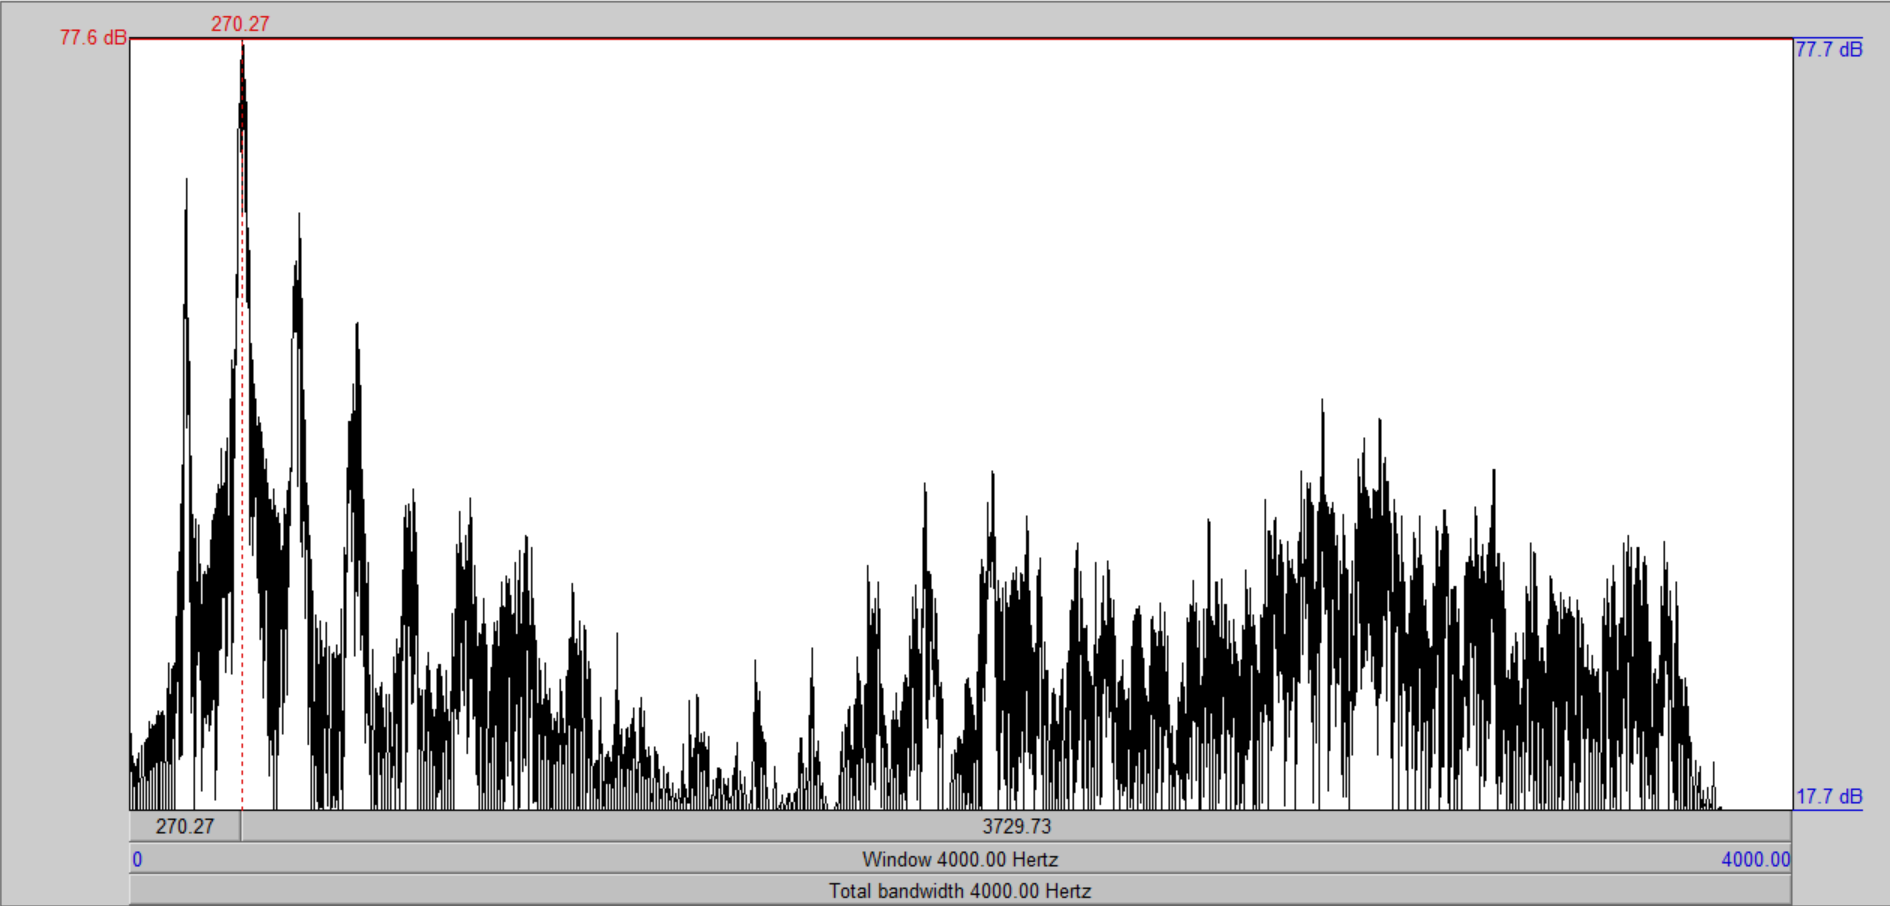 270.27
77.6 dB
77.7 dB
17.7 dB
270.27 3729.73
0 Window 4000.00 Hertz 4000.00
Total bandwidth 4000.00 Hertz